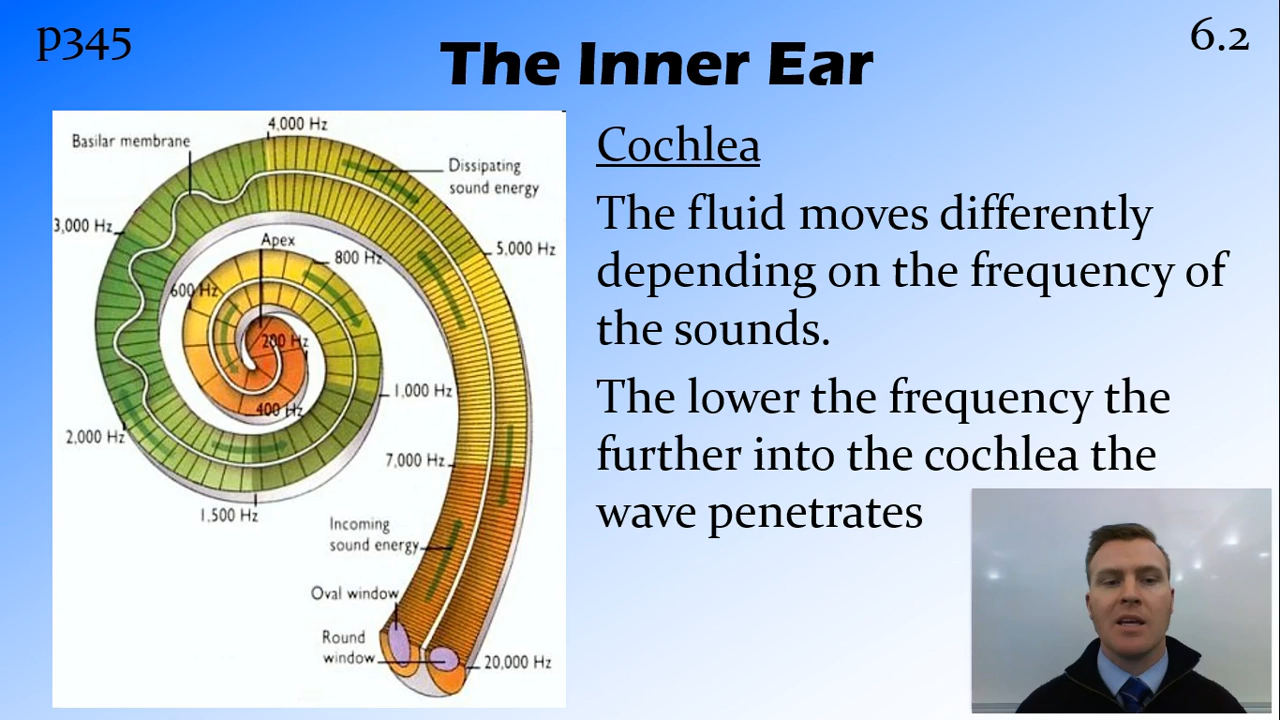 p345
6.2
The Inner Ear
4,000 Hz
Basilar membrane
Dissipating
sound energy
3,000 Hz
Apex
5,000 Hz
800 Hz
600 Hz
200 Hz
1,000 Hz
400 Hz
2,000 Hz
7,000 Hz
1,500 Hz
Incoming
sound energy
Oval window
Round
window
20,000 Hz
Cochlea
The fluid moves differently
depending on the frequency of
the sounds.
The lower the frequency the
further into the cochlea the
wave penetrates